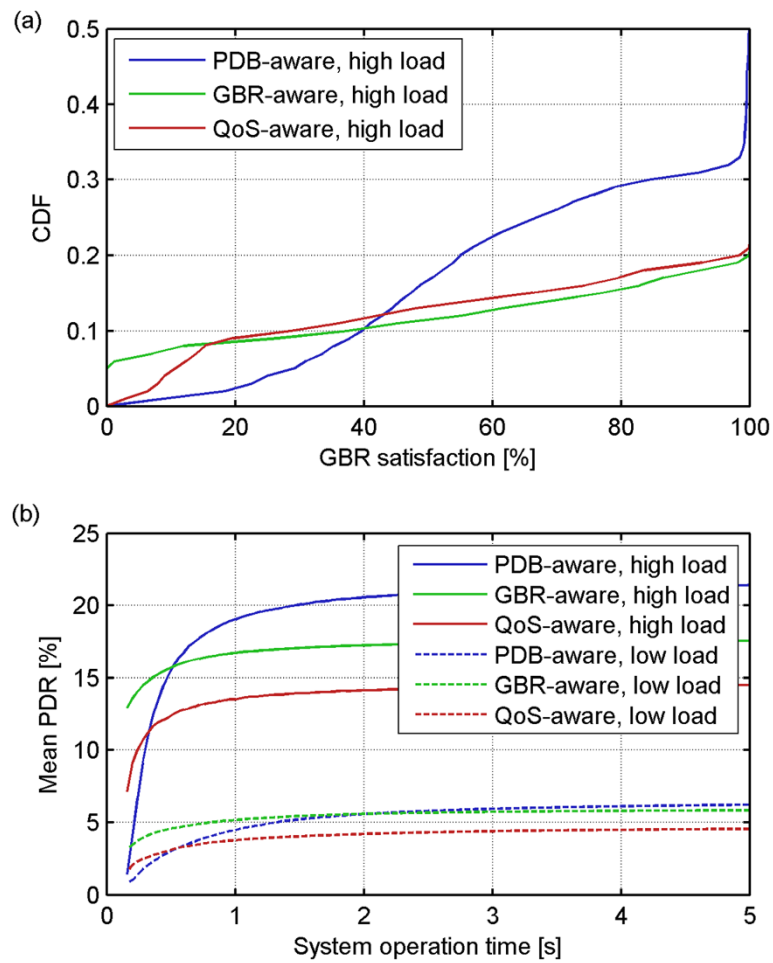 (a)
0.5
0.4
0.3
0.2
0.1
0
CDF
PDB-aware, high load
GBR-aware, high load
QoS-aware, high load
0 20 40 60 80 100
GBR satisfaction [%]
(b)
25
20
15
10
5
0
Mean PDR [%]
PDB-aware, high load
GBR-aware, high load
QoS-aware, high load
PDB-aware, low load
GBR-aware, low load
QoS-aware, low load
0 1 2 3 4 5
System operation time [s]